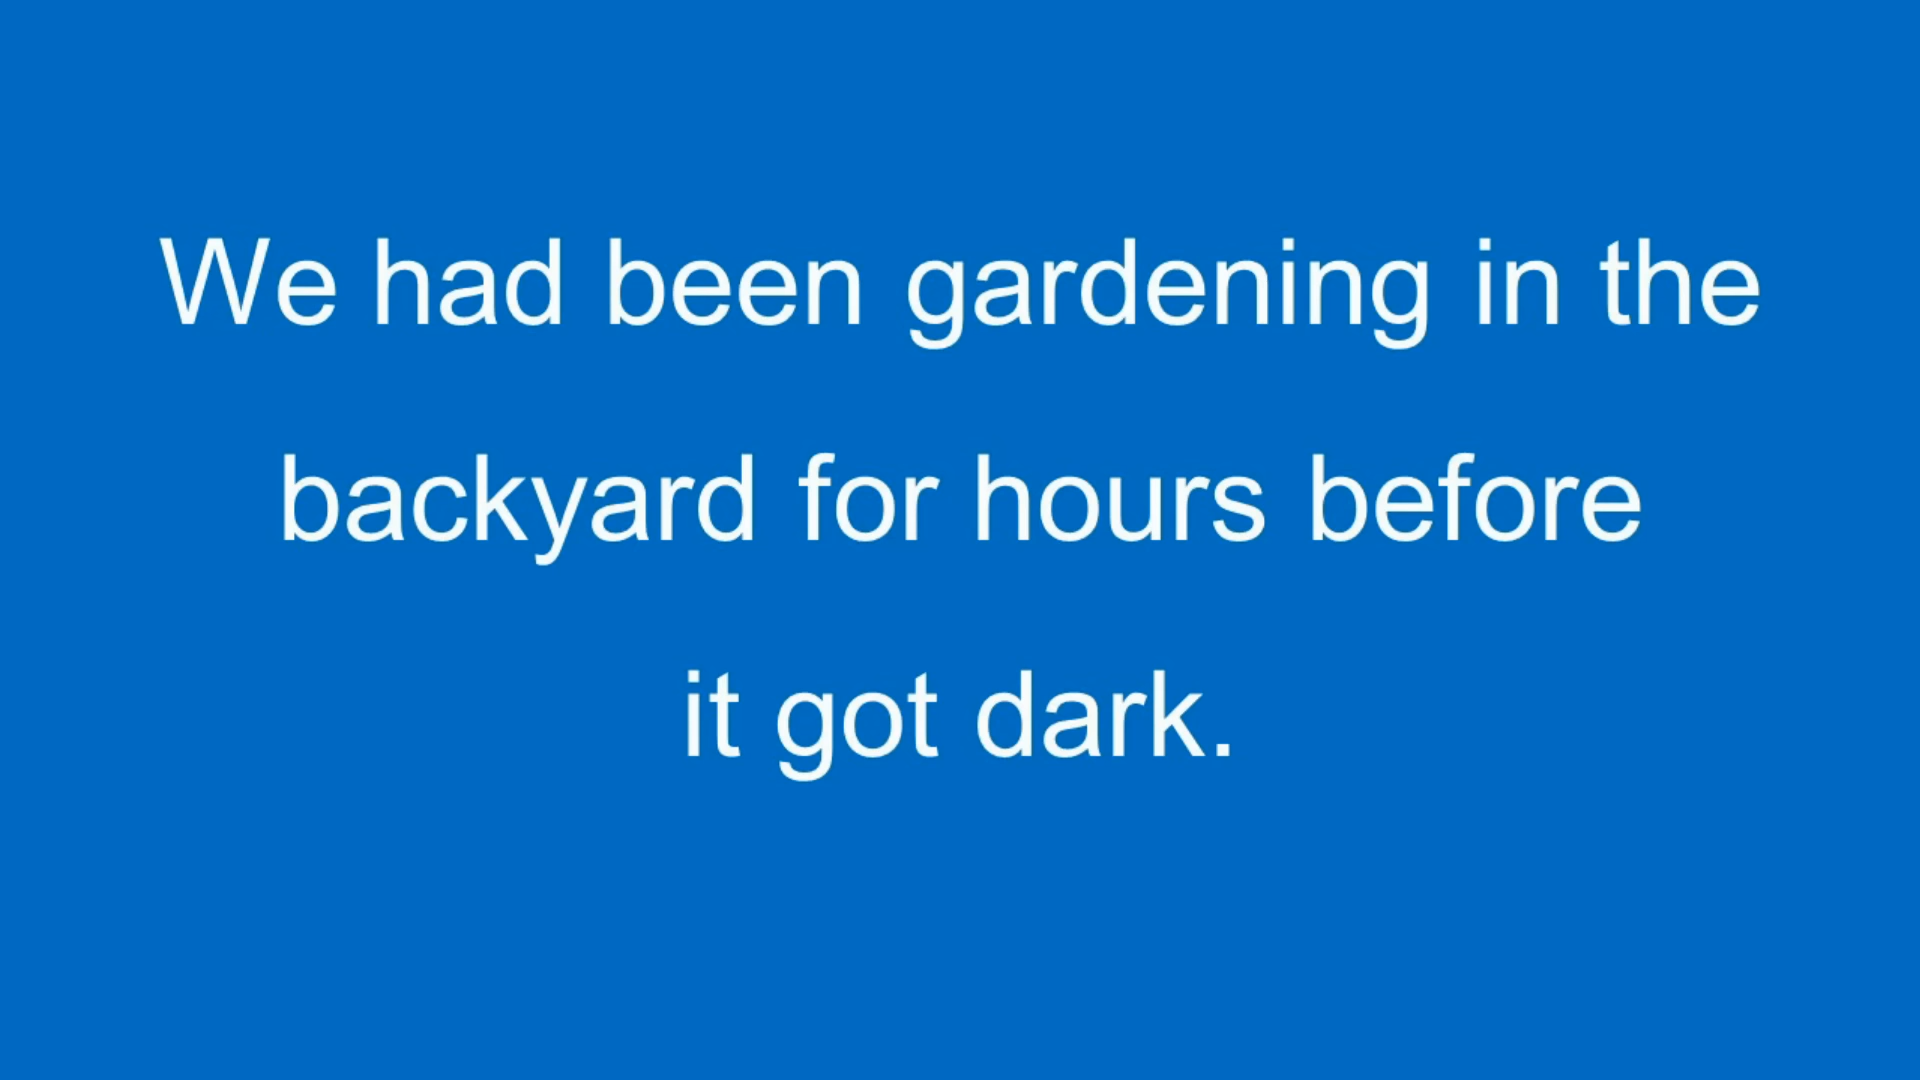 We had been gardening in the
backyard for hours before
it got dark.